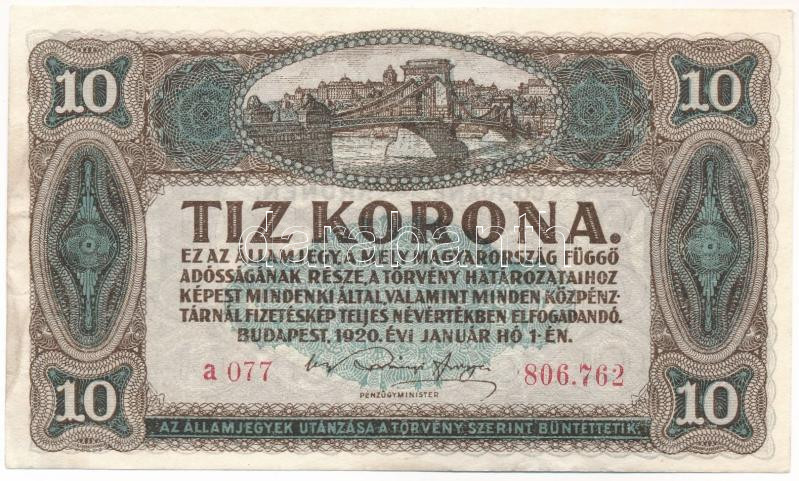 10 10
TIZ KORONA.
EZ AZ ÁLLAMJEGY, A MELY MAGYARORSZÁG FÜGGŐ
ADÓSSÁGÁNAK RÉSZE, A TÖRVÉNY HATÁROZATAIHOZ
KÉPEST MINDENKI ÁLTAL, VALAMINT MINDEN KÖZPÉNZ-
TÁRNÁL FIZETÉSKÉP TELJES NÉVÉRTÉKBEN ELFOGADANDÓ.
BUDAPEST, 1920. ÉVI JANUÁR HÓ 1-ÉN.
a 077 806.762
PÉNZÜGYMINISTER
10 10
AZ ÁLLAMJEGYEK UTÁNZÁSA A TÖRVÉNY SZERINT BÜNTETTETIK.